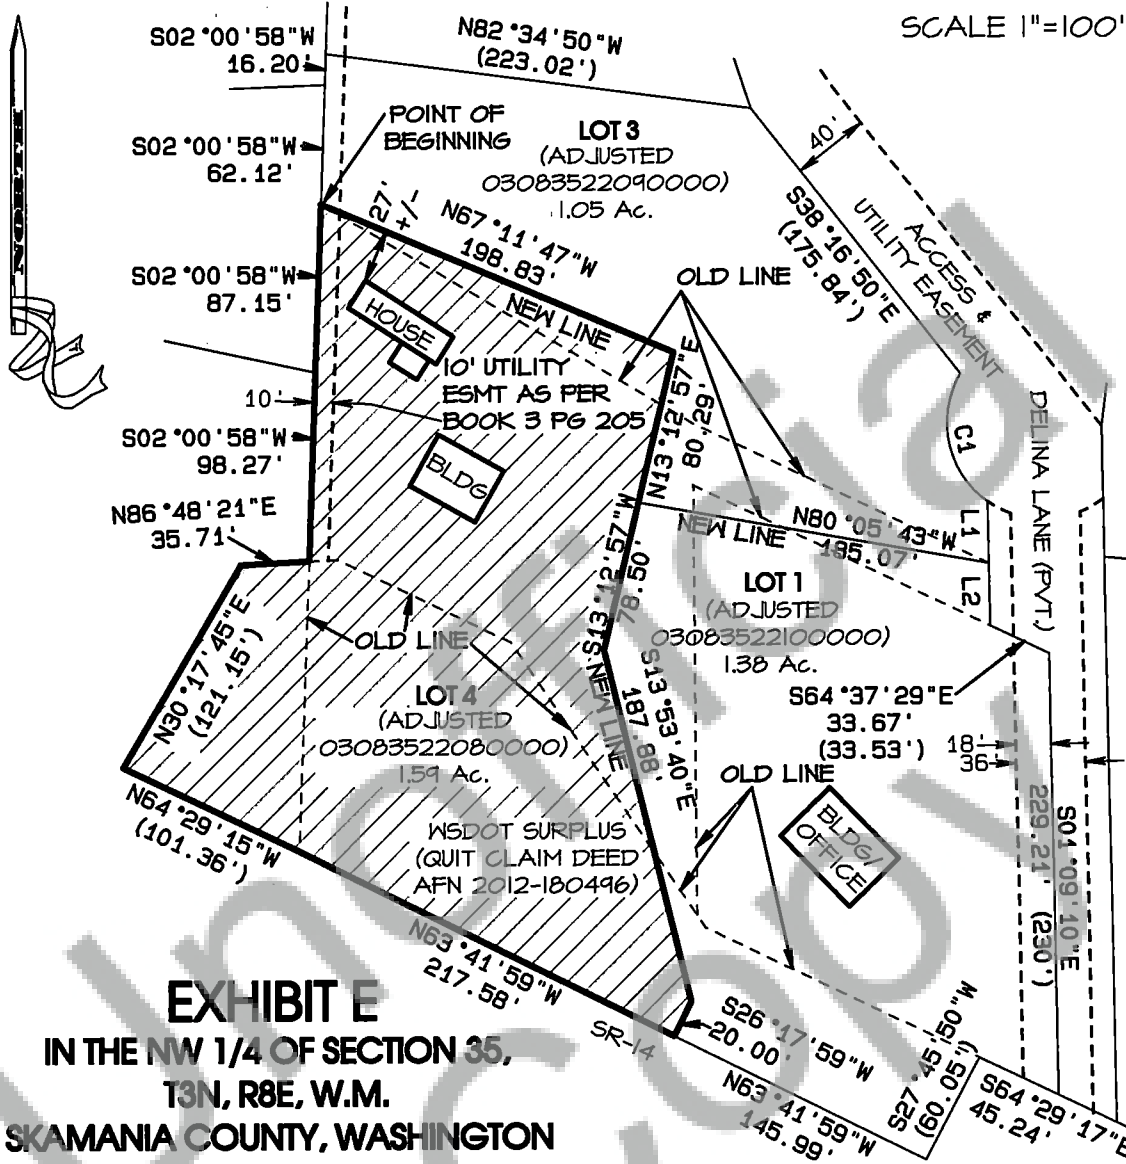 SCALE 1"=100'
S02°00'58"W
16.20'
N82°34'50"W
(223.02')
NORTH
S02°00'58"W
62.12'
POINT OF
BEGINNING
LOT 3
(ADJUSTED
03083522090000)
1.05 Ac.
40'
S38°16'50"E
(175.84')
ACCESS &
UTILITY EASEMENT
27'
+/-
N67°11'47"W
198.83'
NEW LINE
OLD LINE
S02°00'58"W
87.15'
HOUSE
10' UTILITY
ESMT AS PER
BOOK 3 PG 205
10'
S02°00'58"W
98.27'
BLDG
N13°12'57"E
80.29'
C1
DELINA LANE (PVT.)
N86°48'21"E
35.71'
NEW LINE
N80°05'43"W
185.07'
L1
L2
S13°12'57"W
78.50'
LOT 1
(ADJUSTED
03083522100000)
1.38 Ac.
OLD LINE
N30°17'45"E
(121.15')
LOT 4
(ADJUSTED
03083522080000)
1.59 Ac.
NEW LINE
S13°53'40"E
187.88'
S64°37'29"E
33.67'
(33.53')
18'
36'
OLD LINE
BLDG/
OFFICE
229.21' (230')
S01°09'10"E
N64°29'15"W
(101.36')
WSDOT SURPLUS
(QUIT CLAIM DEED
AFN 2012-180496)
N63°41'59"W
217.58'
SR-14
S26°17'59"W
20.00'
N63°41'59"W
145.99'
S27°45'50"W
(60.05')
S64°29'17"E
45.24'
EXHIBIT E
IN THE NW 1/4 OF SECTION 35,
T3N, R8E, W.M.
SKAMANIA COUNTY, WASHINGTON
Unofficial
Copy